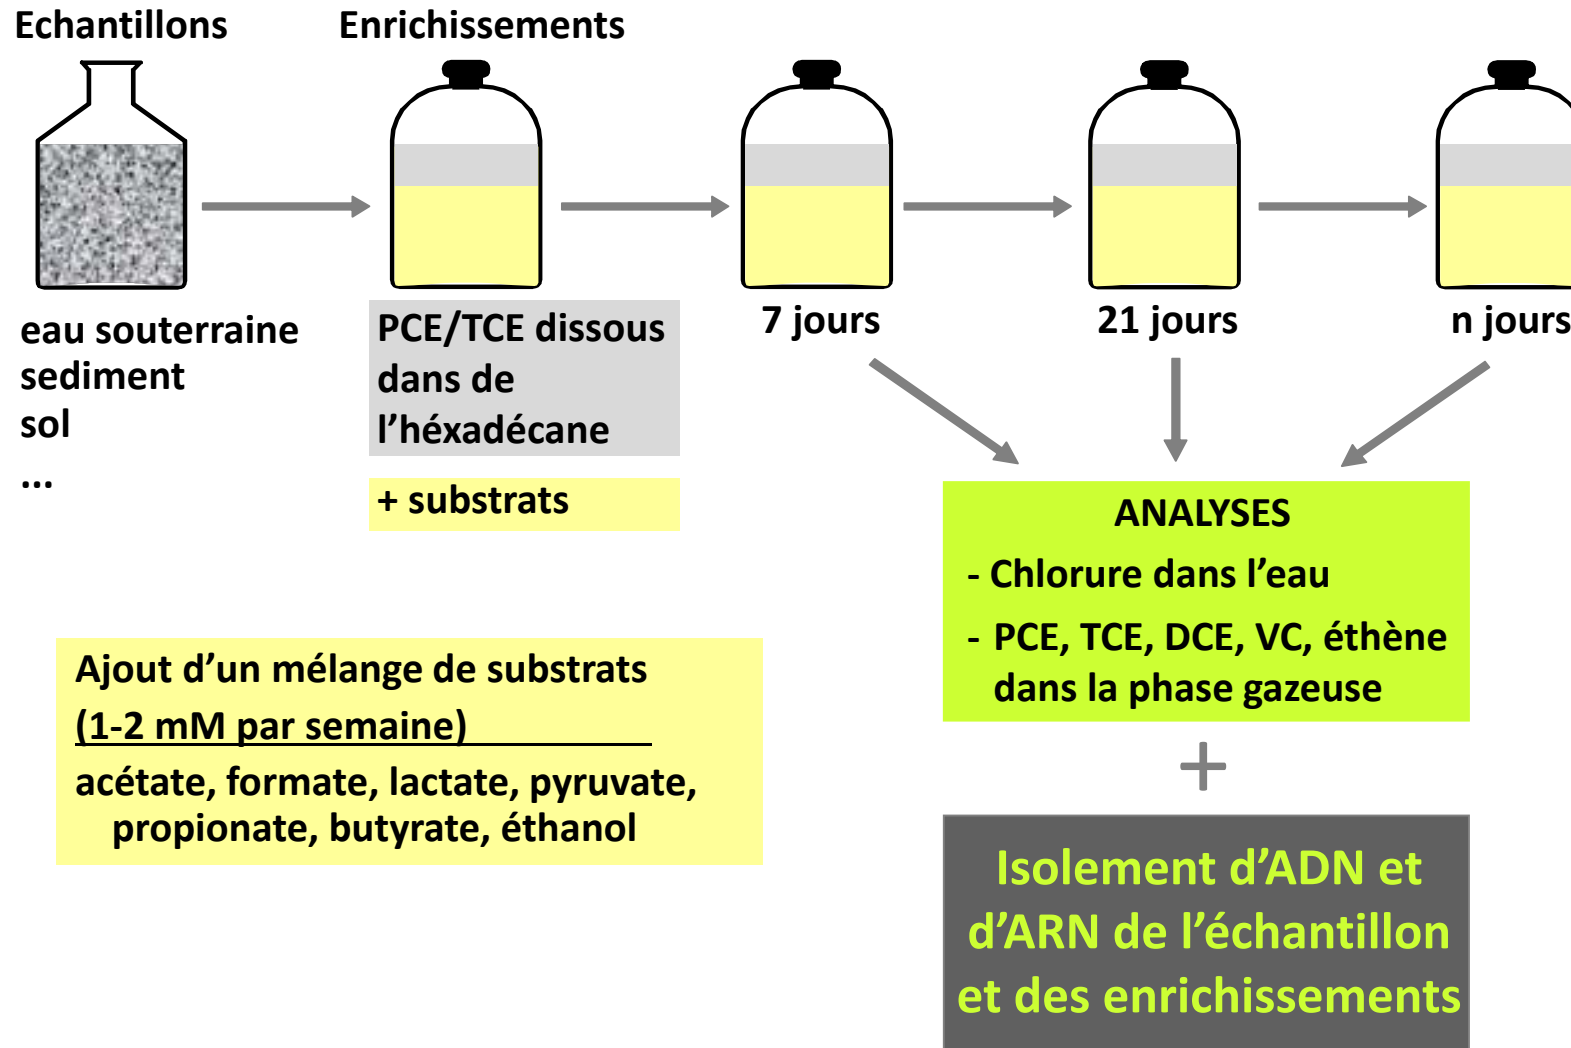 Echantillons
Enrichissements
eau souterraine
sediment
sol
...
PCE/TCE dissous
dans de
l’héxadécane
+ substrats
7 jours
21 jours
n jours
Ajout d’un mélange de substrats
(1-2 mM par semaine)
acétate, formate, lactate, pyruvate,
propionate, butyrate, éthanol
ANALYSES
- Chlorure dans l’eau
- PCE, TCE, DCE, VC, éthène
dans la phase gazeuse
+
Isolement d’ADN et
d’ARN de l’échantillon
et des enrichissements